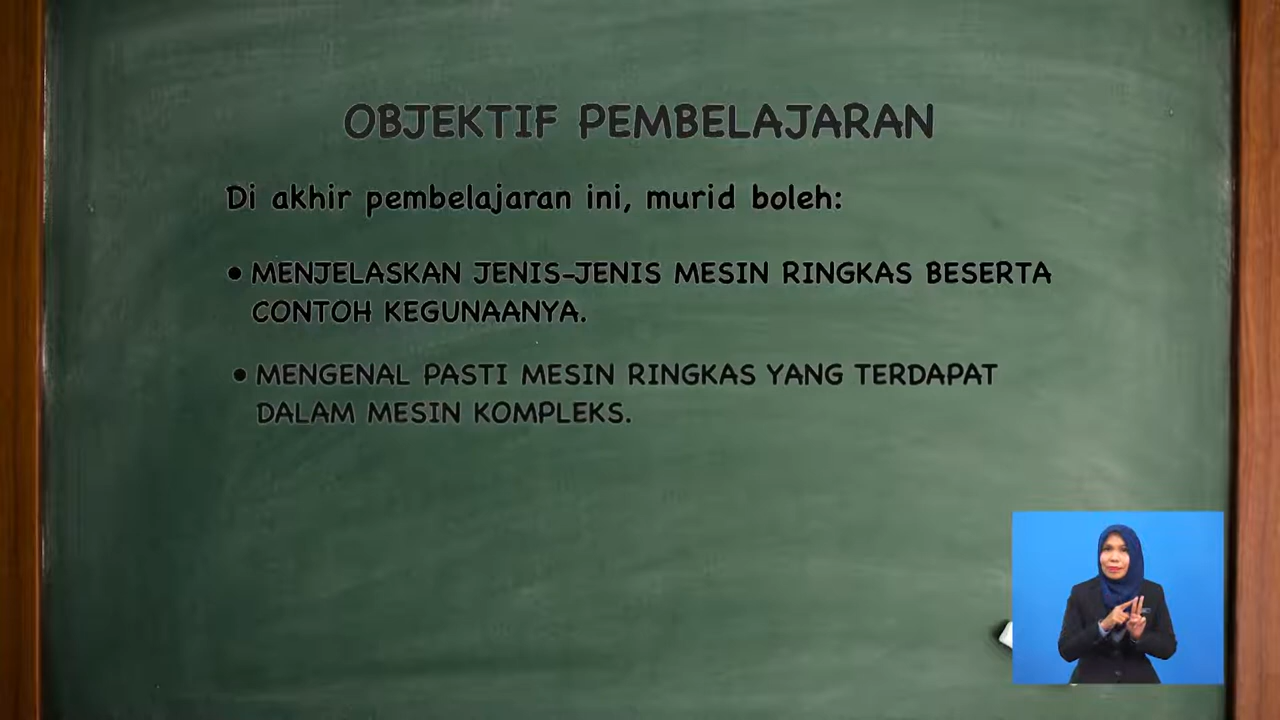 OBJEKTIF PEMBELAJARAN
Di akhir pembelajaran ini, murid boleh:
• MENJELASKAN JENIS-JENIS MESIN RINGKAS BESERTA
CONTOH KEGUNAANYA.
• MENGENAL PASTI MESIN RINGKAS YANG TERDAPAT
DALAM MESIN KOMPLEKS.